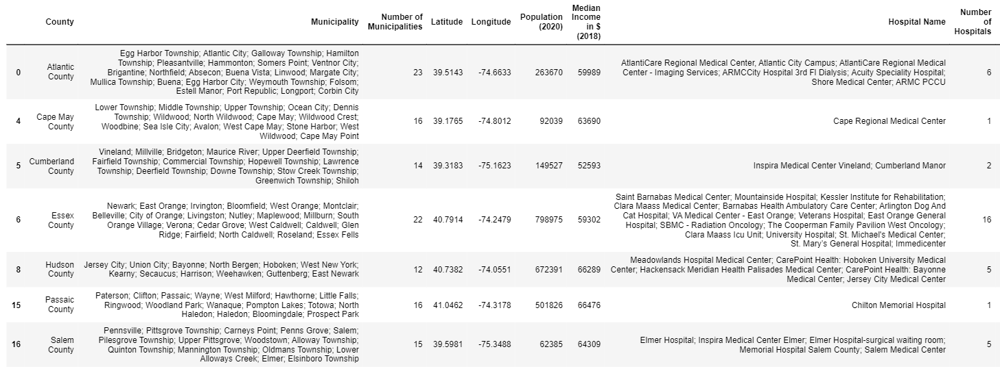 County Municipality Number of Municipalities Latitude Longitude Population (2020) Median Income in $ (2018) Hospital Name Number of Hospitals
0 Atlantic County Egg Harbor Township; Atlantic City; Galloway Township; Hamilton Township; Pleasantville; Hammonton; Somers Point; Ventnor City; Brigantine; Northfield; Absecon; Buena Vista; Linwood; Margate City; Mullica Township; Buena; Egg Harbor City; Weymouth Township; Folsom; Estell Manor; Port Republic; Longport; Corbin City 23 39.5143 -74.6633 263670 59989 AtlantiCare Regional Medical Center, Atlantic City Campus; AtlantiCare Regional Medical Center - Imaging Services; ARMCCity Hospital 3rd Fl Dialysis; Acuity Speciality Hospital; Shore Medical Center; ARMC PCCU 6
4 Cape May County Lower Township; Middle Township; Upper Township; Ocean City; Dennis Township; Wildwood; North Wildwood; Cape May; Wildwood Crest; Woodbine; Sea Isle City; Avalon; West Cape May; Stone Harbor; West Wildwood; Cape May Point 16 39.1765 -74.8012 92039 63690 Cape Regional Medical Center 1
5 Cumberland County Vineland; Millville; Bridgeton; Maurice River; Upper Deerfield Township; Fairfield Township; Commercial Township; Hopewell Township; Lawrence Township; Deerfield Township; Downe Township; Stow Creek Township; Greenwich Township; Shiloh 14 39.3183 -75.1623 149527 52593 Inspira Medical Center Vineland; Cumberland Manor 2
6 Essex County Newark; East Orange; Irvington; Bloomfield; West Orange; Montclair; Belleville; City of Orange; Livingston; Nutley; Maplewood; Millburn; South Orange Village; Verona; Cedar Grove; West Caldwell; Caldwell; Glen Ridge; Fairfield; North Caldwell; Roseland; Essex Fells 22 40.7914 -74.2479 798975 59302 Saint Barnabas Medical Center; Mountainside Hospital; Kessler Institute for Rehabilitation; Clara Maass Medical Center; Barnabas Health Ambulatory Care Center; Arlington Dog And Cat Hospital; VA Medical Center - East Orange; Veterans Hospital; East Orange General Hospital; SBMC - Radiation Oncology; The Cooperman Family Pavilion West Oncology; Clara Maass Icu Unit; University Hospital; St. Michael's Medical Center; St. Mary's General Hospital; Immedicenter 16
8 Hudson County Jersey City; Union City; Bayonne; North Bergen; Hoboken; West New York; Kearny; Secaucus; Harrison; Weehawken; Guttenberg; East Newark 12 40.7382 -74.0551 672391 66289 Meadowlands Hospital Medical Center; CarePoint Health: Hoboken University Medical Center; Hackensack Meridian Health Palisades Medical Center; CarePoint Health: Bayonne Medical Center; Jersey City Medical Center 5
15 Passaic County Paterson; Clifton; Passaic; Wayne; West Milford; Hawthorne; Little Falls; Ringwood; Woodland Park; Wanaque; Pompton Lakes; Totowa; North Haledon; Haledon; Bloomingdale; Prospect Park 16 41.0462 -74.3178 501826 66476 Chilton Memorial Hospital 1
16 Salem County Pennsville; Pittsgrove Township; Carneys Point; Penns Grove; Salem; Pilesgrove Township; Upper Pittsgrove; Woodstown; Alloway Township; Quinton Township; Mannington Township; Oldmans Township; Lower Alloways Creek; Elmer; Elsinboro Township 15 39.5981 -75.3488 62385 64309 Elmer Hospital; Inspira Medical Center Elmer; Elmer Hospital-surgical waiting room; Memorial Hospital Salem County; Salem Medical Center 5